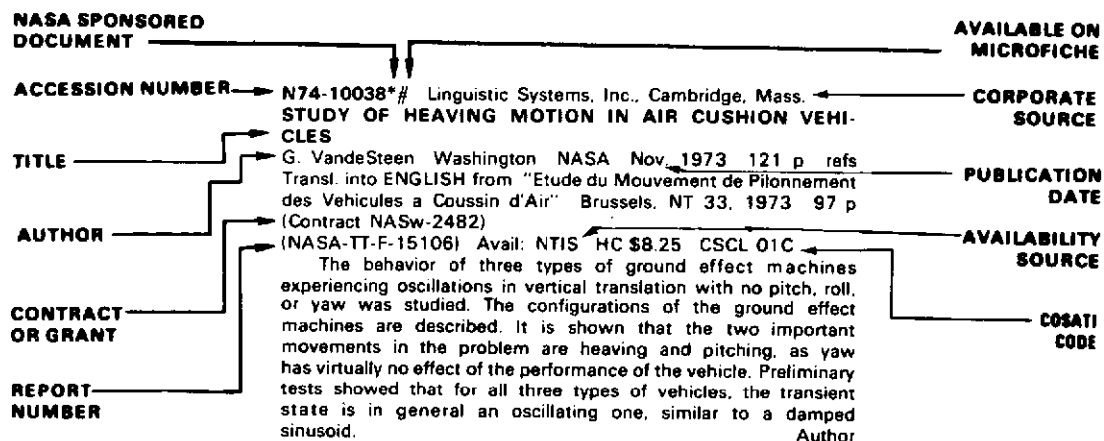 NASA SPONSORED
DOCUMENT
AVAILABLE ON
MICROFICHE
ACCESSION NUMBER
N74-10038*# Linguistic Systems, Inc., Cambridge, Mass.
CORPORATE
SOURCE
STUDY OF HEAVING MOTION IN AIR CUSHION VEHI-
CLES
TITLE
G. VandeSteen Washington NASA Nov. 1973 121 p refs
Transl. into ENGLISH from "Etude du Mouvement de Pilonnement
des Vehicules a Coussin d'Air" Brussels, NT 33, 1973 97 p
PUBLICATION
DATE
AUTHOR
(Contract NASw-2482)
(NASA-TT-F-15106) Avail: NTIS HC $8.25 CSCL 01C
AVAILABILITY
SOURCE
The behavior of three types of ground effect machines
experiencing oscillations in vertical translation with no pitch, roll,
or yaw was studied. The configurations of the ground effect
machines are described. It is shown that the two important
movements in the problem are heaving and pitching, as yaw
has virtually no effect of the performance of the vehicle. Preliminary
tests showed that for all three types of vehicles, the transient
state is in general an oscillating one, similar to a damped
sinusoid. Author
CONTRACT
OR GRANT
COSATI
CODE
REPORT
NUMBER